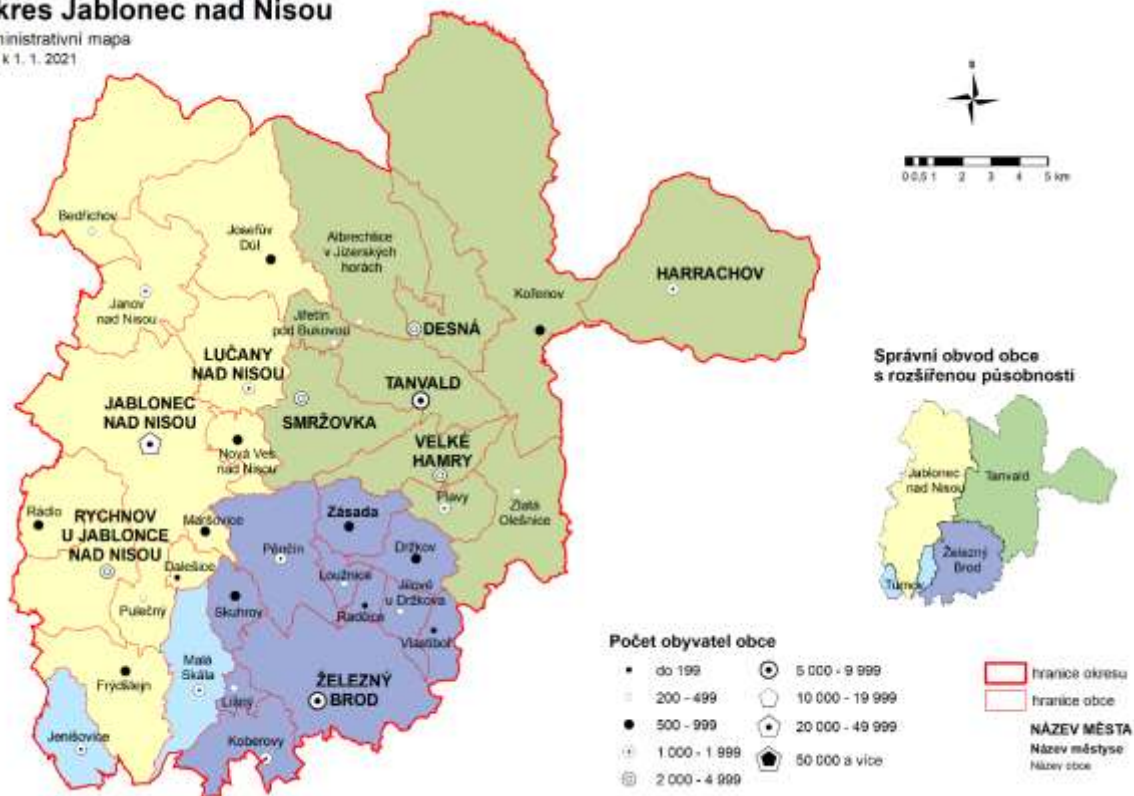 kres Jablonec nad Nisou
ministrativní mapa
k 1. 1. 2021
Bedřichov
Josefův
Důl
Albrechtice
v Jizerských
horách
Janov
nad Nisou
Jiřetín
pod Bukovou
DESNÁ
Kořenov
HARRACHOV
LUČANY
NAD NISOU
TANVALD
JABLONEC
NAD NISOU
SMRŽOVKA
Nová Ves
nad Nisou
VELKÉ
HAMRY
Plavy
Zlatá
Olešnice
Rádlo
RYCHNOV
U JABLONCE
NAD NISOU
Maršovice
Zásada
Pěnčín
Držkov
Dalešice
Loužnice
Jílové
u Držkova
Pulečný
Skuhrov
Radčice
Vlastiboř
Malá
Skála
Frýdštejn
ŽELEZNÝ
BROD
Líšný
Jenišovice
Koberovy
S
0 0,5 1 2 3 4 5 km
Správní obvod obce
s rozšířenou působností
Jablonec
nad Nisou
Tanvald
Železný
Brod
Turnov
Počet obyvatel obce
do 199
200 - 499
500 - 999
1 000 - 1 999
2 000 - 4 999
5 000 - 9 999
10 000 - 19 999
20 000 - 49 999
50 000 a více
hranice okresu
hranice obce
NÁZEV MĚSTA
Název městyse
Název obce